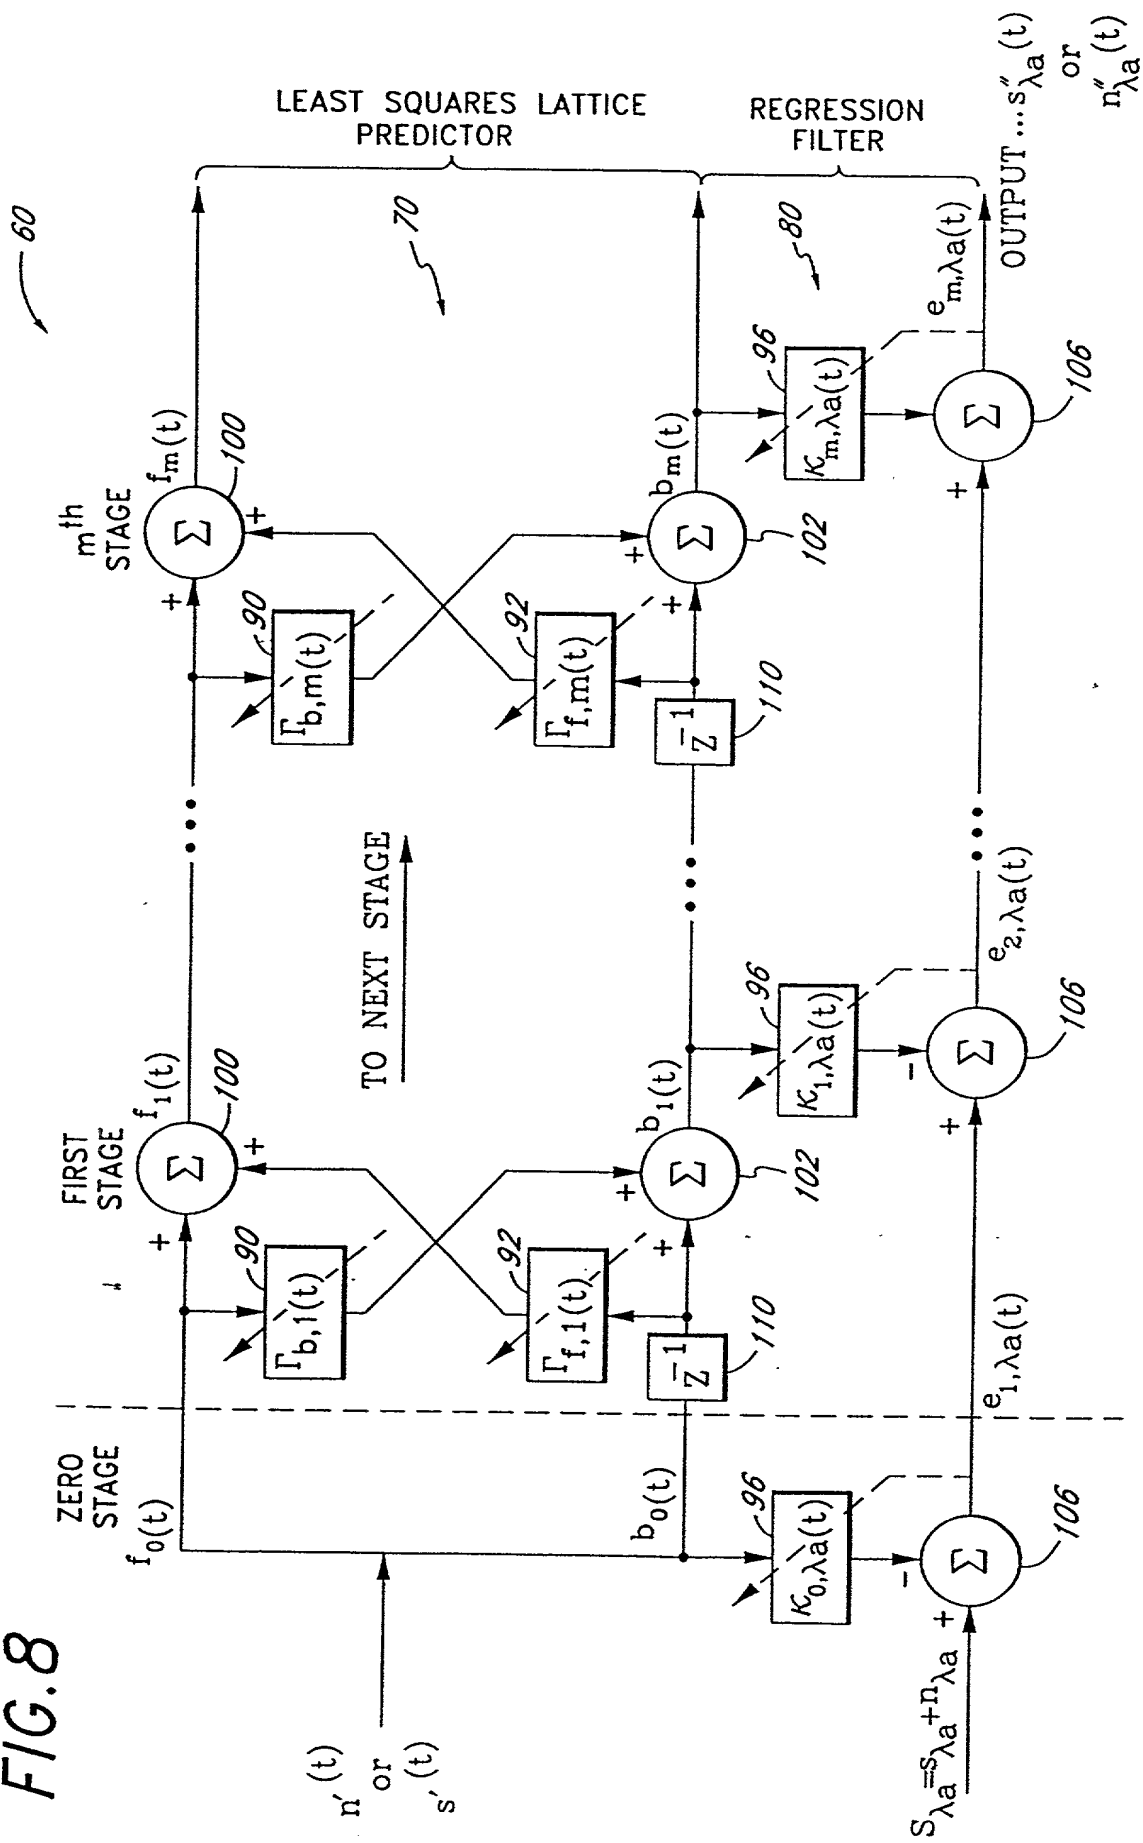 FIG.8
60
ZERO
STAGE
FIRST
STAGE
mth
STAGE
f0(t)
f1(t)
fm(t)
100
100
+
+
+
+
Σ
Σ
90
90
Γb,1(t)
Γb,m(t)
LEAST SQUARES LATTICE
PREDICTOR
70
n′(t)
or
s′(t)
TO NEXT STAGE
92
92
Γf,1(t)
Γf,m(t)
b0(t)
b1(t)
bm(t)
z−1
z−1
110
110
+
+
+
+
Σ
Σ
102
102
REGRESSION
FILTER
80
96
96
96
κ0,λa(t)
κ1,λa(t)
κm,λa(t)
−
−
Sλa=sλa+nλa
+
+
+
Σ
Σ
Σ
106
106
106
e1,λa(t)
e2,λa(t)
em,λa(t)
OUTPUT...s″λa(t)
or
n″λa(t)